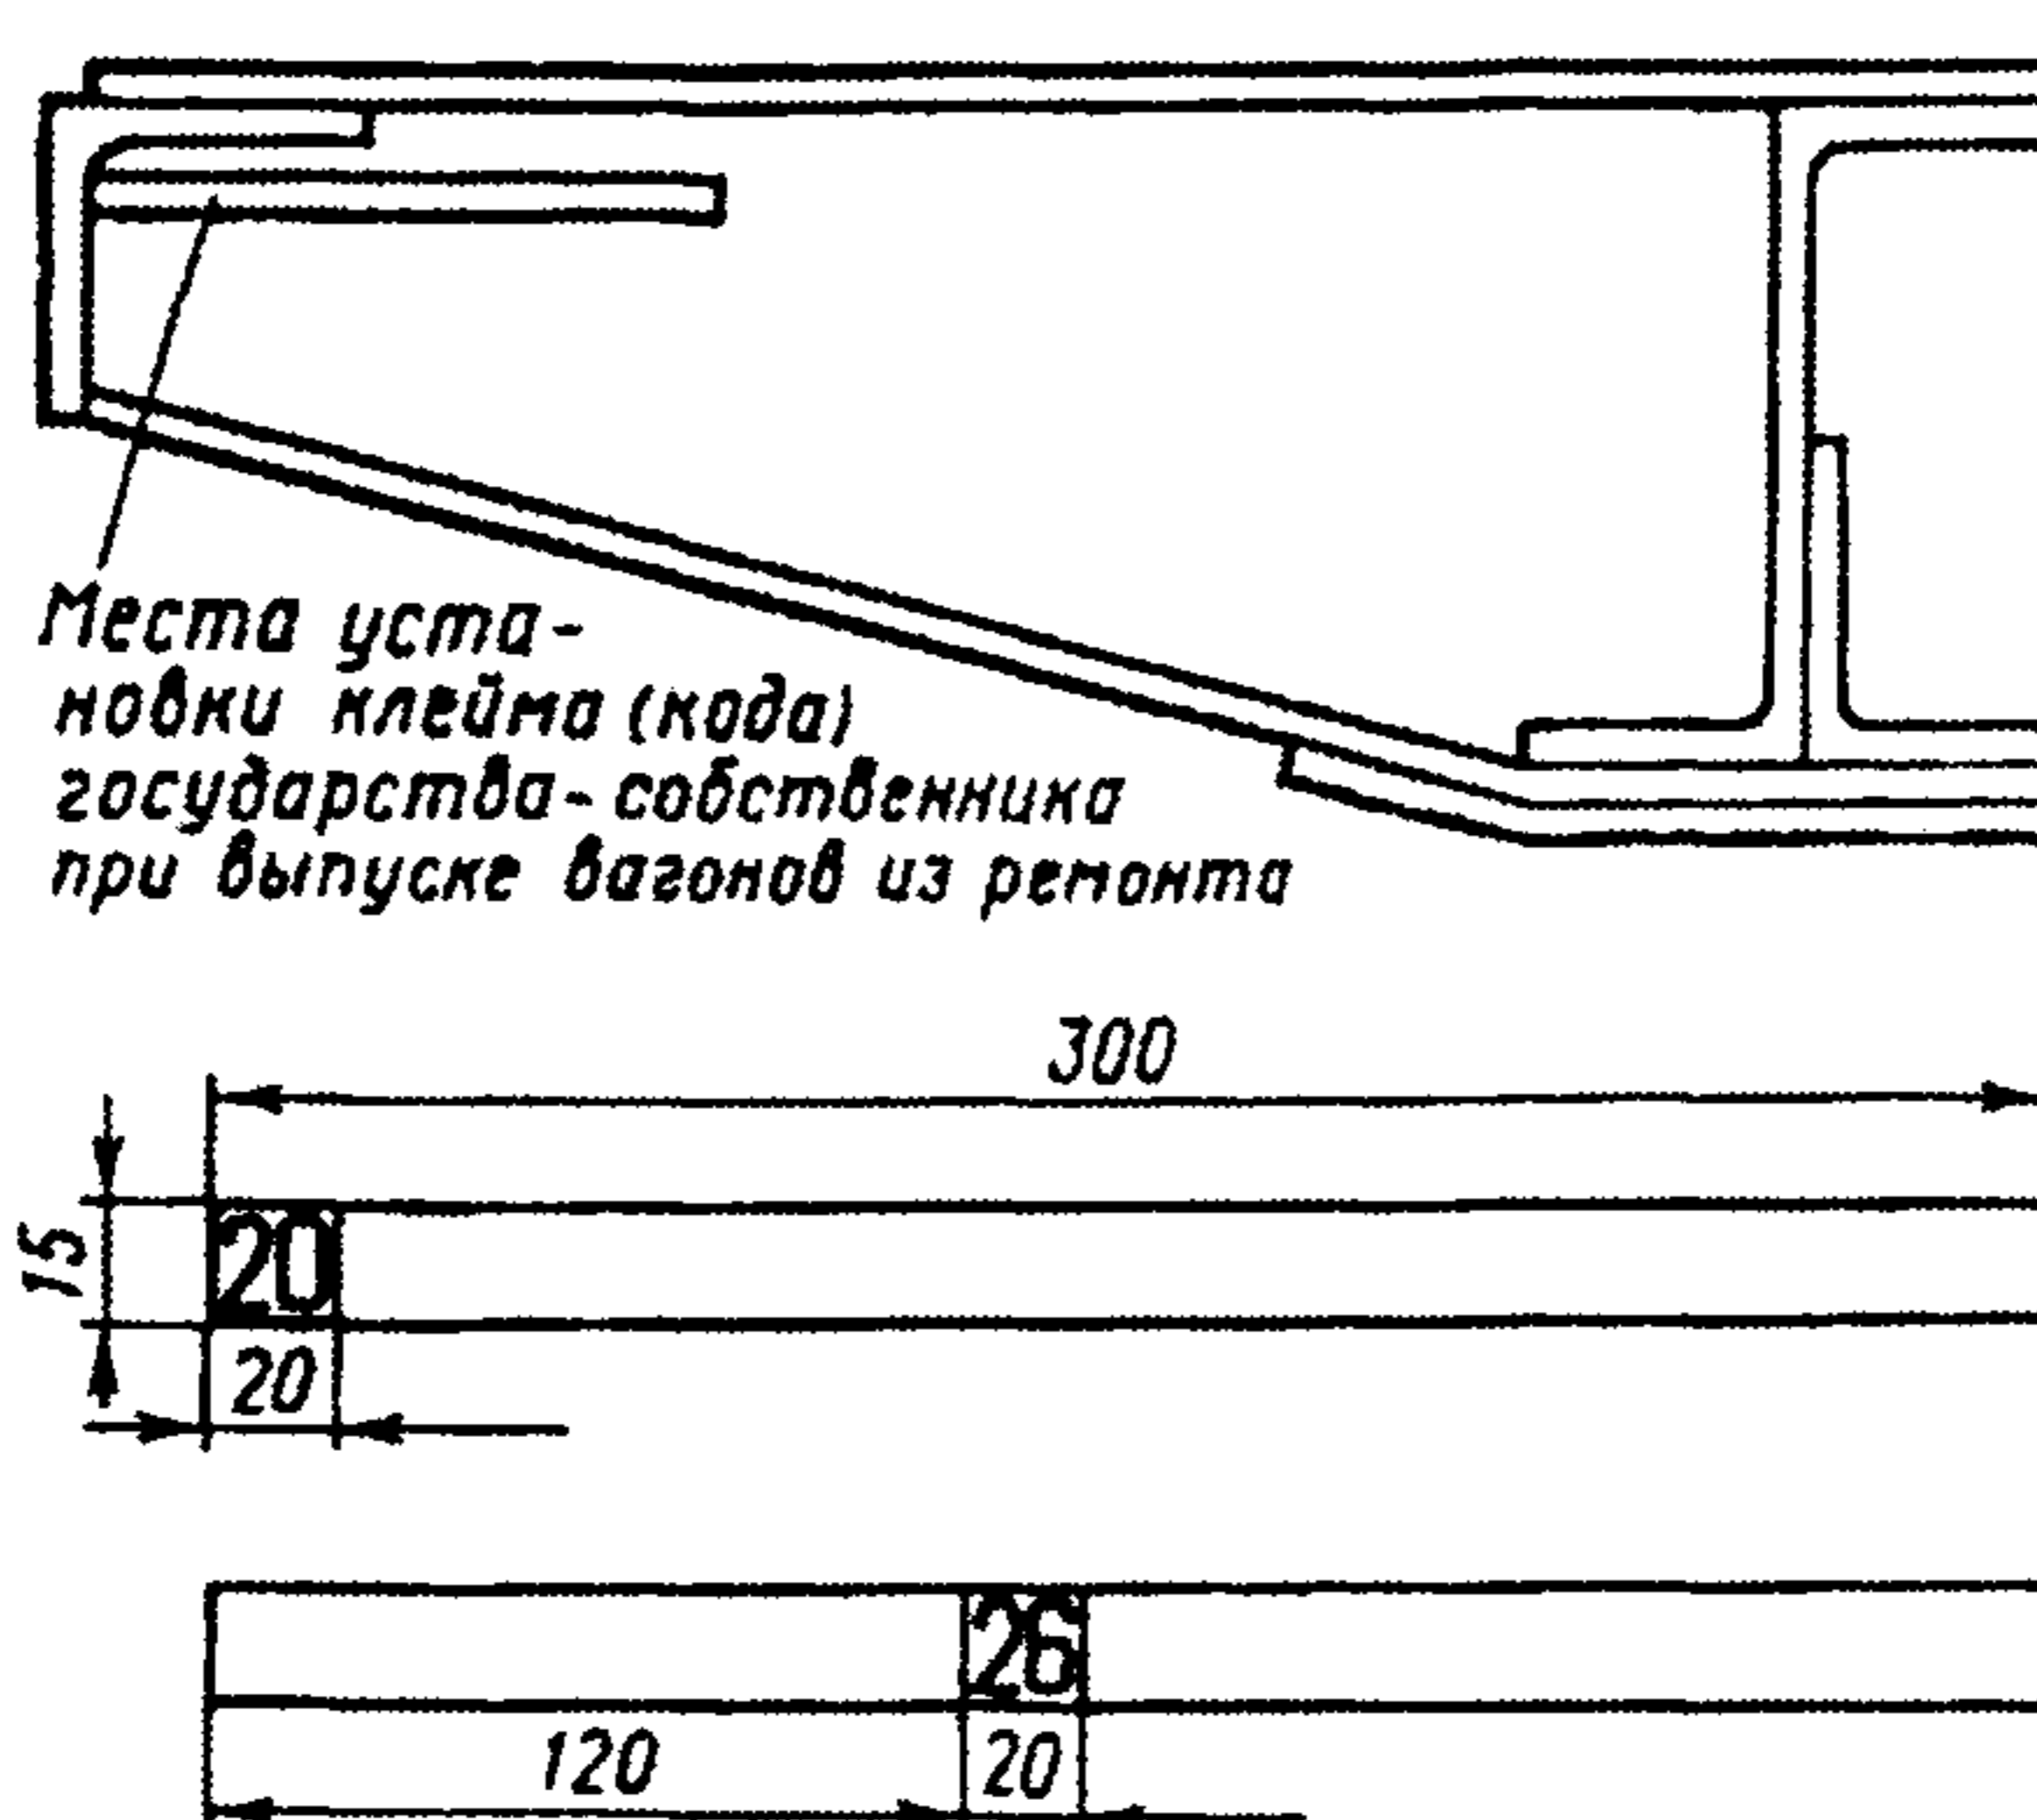 Места уста-
новки клейма (кода)
государства-собственника
при выпуске вагонов из ремонта
300
15
20
20
26
120
20